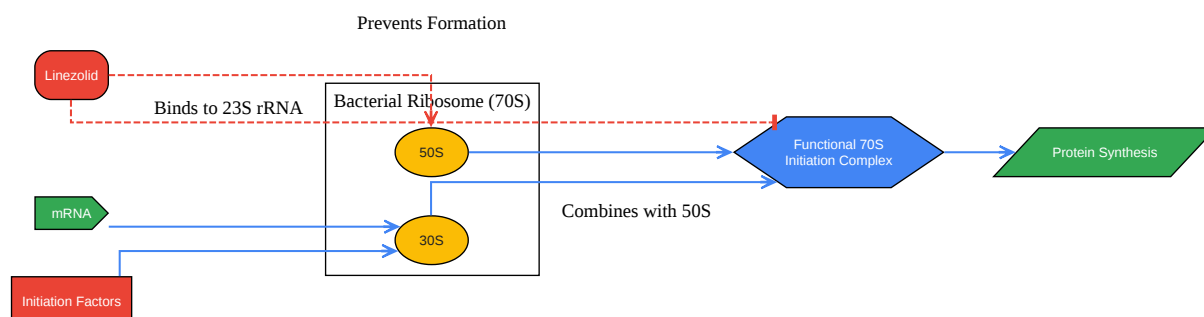 Prevents Formation
Linezolid
Bacterial Ribosome (70S)
Binds to 23S rRNA
50S
Functional 70S
Initiation Complex
Protein Synthesis
mRNA
Combines with 50S
30S
Initiation Factors